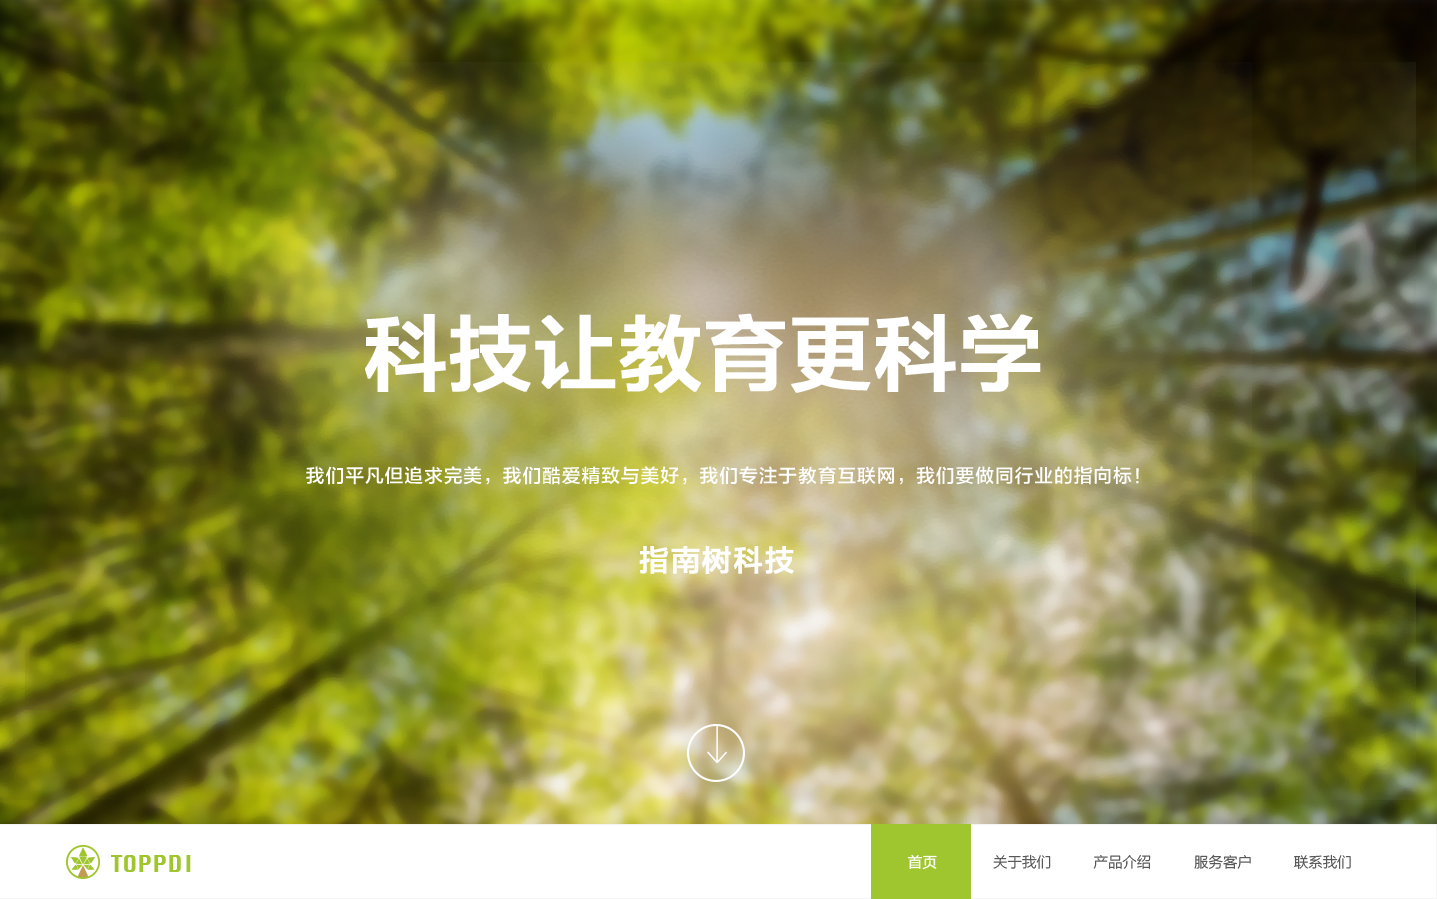 科技让教育更科学
我们平凡但追求完美，我们酷爱精致与美好，我们专注于教育互联网，我们要做同行业的指向标！
指南树科技
TOPPDI
首页
关于我们
产品介绍
服务客户
联系我们